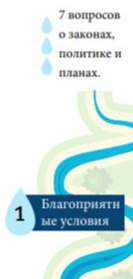 7 вопросов
о законах,
политике и
планах.
1
Благоприятн
ые условия